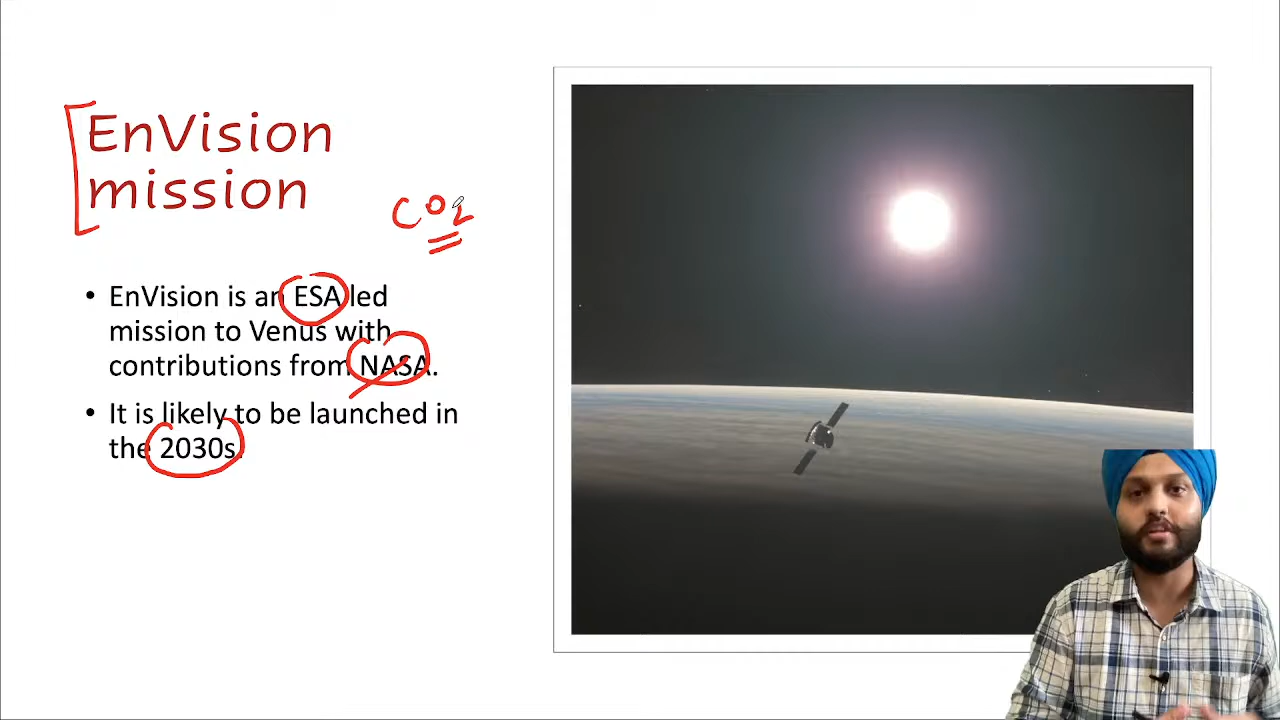 EnVision
mission
CO2
• EnVision is an ESA led
mission to Venus with
contributions from NASA.
• It is likely to be launched in
the 2030s.